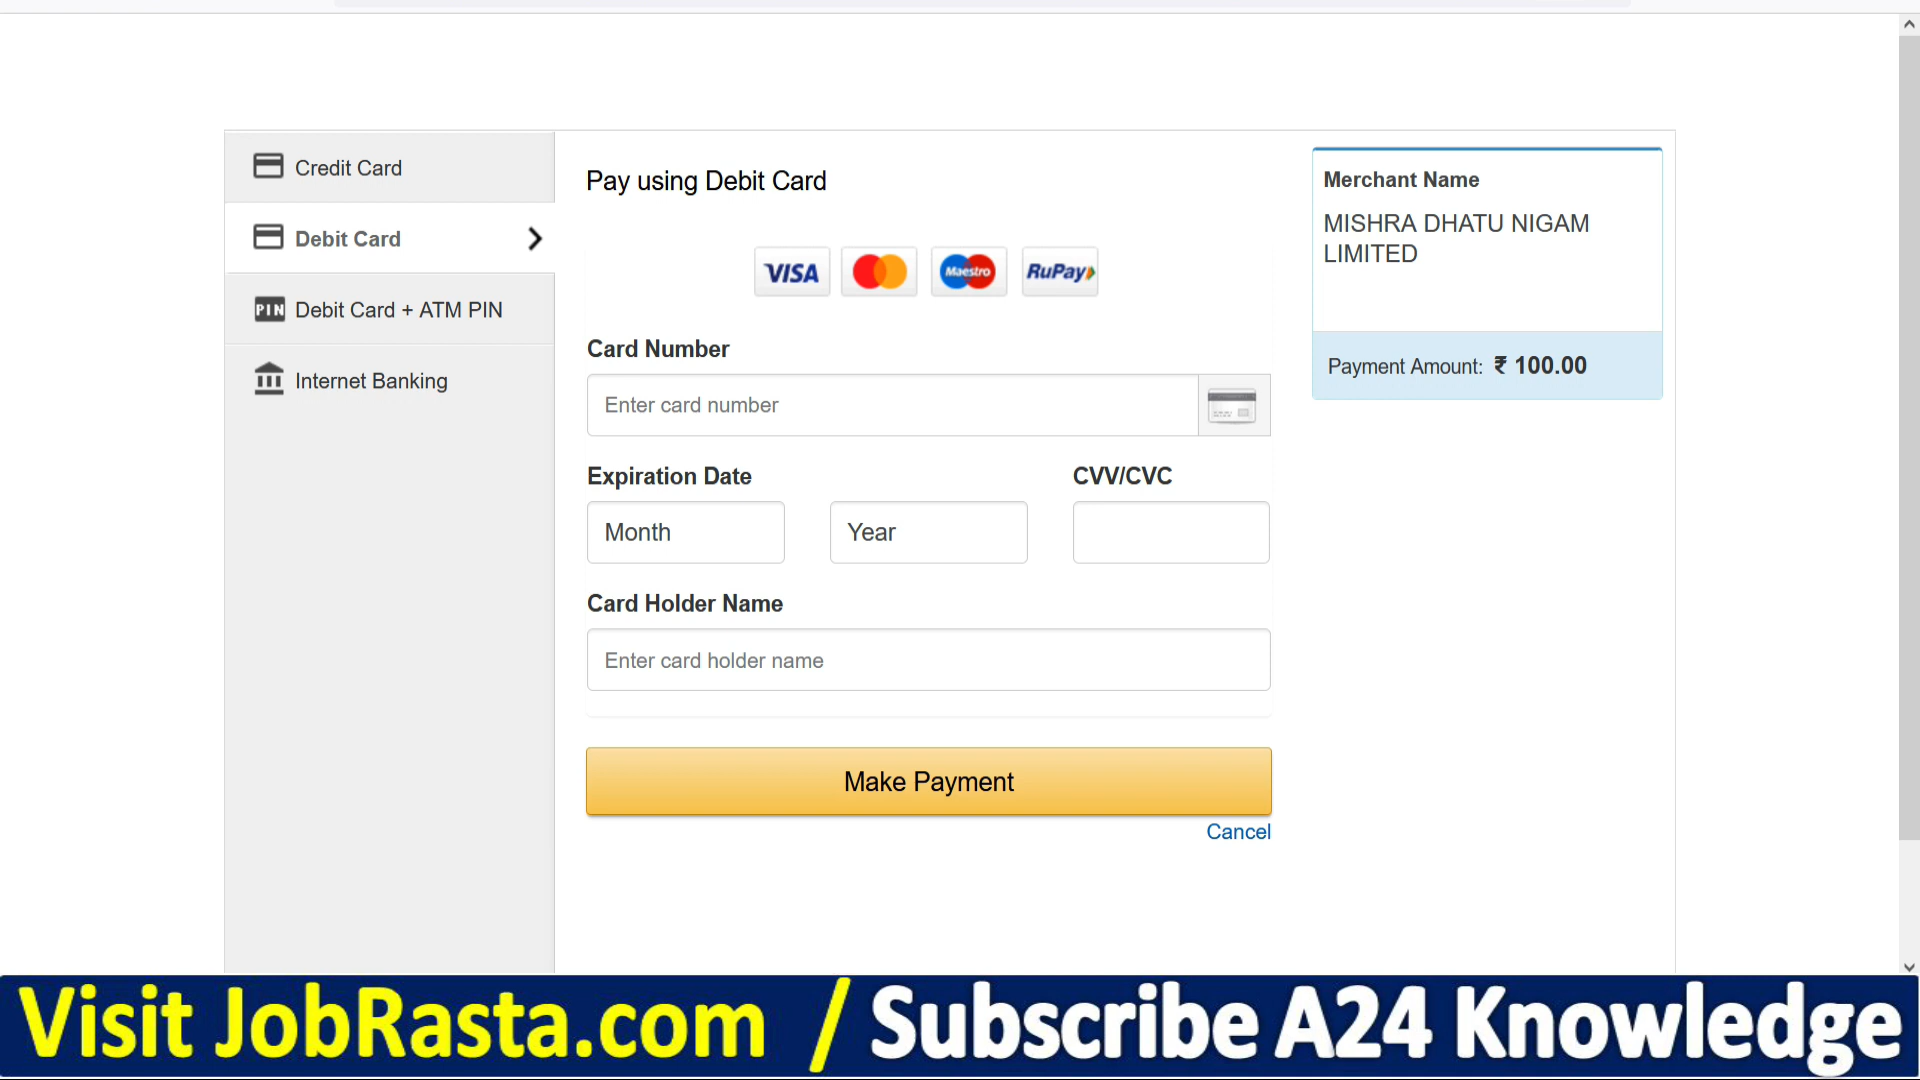 Credit Card
Debit Card
PIN Debit Card + ATM PIN
Internet Banking
Pay using Debit Card
VISA Maestro RuPay
Card Number
Enter card number
Expiration Date CVV/CVC
Month Year
Card Holder Name
Enter card holder name
Make Payment
Cancel
Merchant Name
MISHRA DHATU NIGAM
LIMITED
Payment Amount: ₹ 100.00
Visit JobRasta.com / Subscribe A24 Knowledge